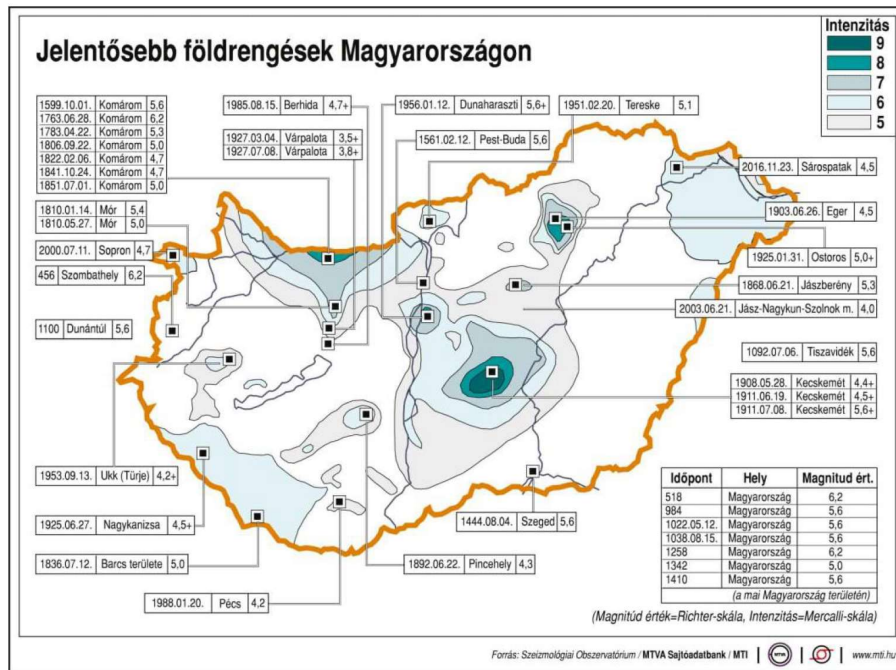 Jelentősebb földrengések Magyarországon
Intenzitás
9
8
7
6
5
1599.10.01. Komárom 5,6
1763.06.28. Komárom 6,2
1783.04.22 Komárom 5,3
1806.09.22 Komárom 5,0
1822.02.06 Komárom 4,7
1841.10.24 Komárom 4,7
1851.07.01 Komárom 5,0
1985.08.15. Berhida 4,7+
1927.03.04. Várpalota 3,5+
1927.07.08. Várpalota 3,8+
1956.01.12. Dunaharaszti 5,6+
1561.02.12. Pest-Buda 5,6
1951.02.20. Tereske 5,1
1810.01.14. Mór 5,4
1810.05.27. Mór 5,0
2000.07.11. Sopron 4,7
456 Szombathely 6,2
1100 Dunántúl 5,6
2016.11.23. Sárospatak 4,5
1903.06.26. Eger 4,5
1925.01.31. Ostoros 5,0+
1868.06.21. Jászberény 5,3
2003.06.21. Jász-Nagykun-Szolnok m. 4,0
1092.07.06. Tiszavidék 5,6
1908.05.28. Kecskemét 4,4+
1911.06.19. Kecskemét 4,5+
1911.07.08. Kecskemét 5,6+
1953.09.13. Ukk (Türje) 4,2+
1925.06.27. Nagykanizsa 4,5+
1836.07.12. Barcs területe 5,0
1988.01.20. Pécs 4,2
1892.06.22. Pincehely 4,3
1444.08.04. Szeged 5,6
Időpont Hely Magnitud ért.
518 Magyarország 6,2
984 Magyarország 5,6
1022.05.12. Magyarország 5,6
1038.08.15. Magyarország 5,6
1258 Magyarország 6,2
1342 Magyarország 5,0
1410 Magyarország 5,6
(a mai Magyarország területén)
(Magnitúd érték=Richter-skála, Intenzitás=Mercalli-skála)
Forrás: Szeizmológiai Obszervatórium / MTVA Sajtóadatbank / MTI MTVA www.mti.hu